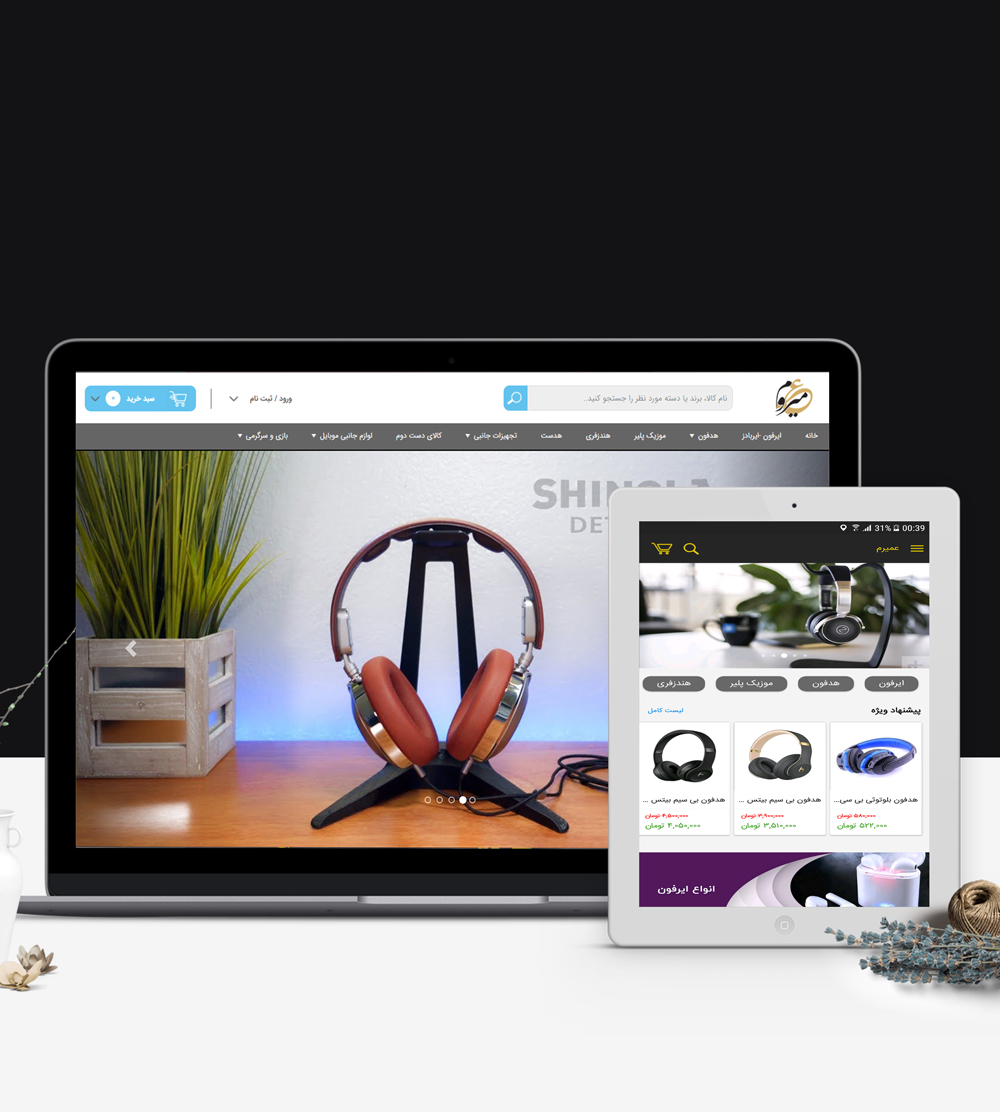 نام کالا، برند یا دسته مورد نظر را جستجو کنید..
ورود / ثبت نام
سبد خرید
۰
خانه
ایرفون -ایربادز
هدفون
موزیک پلیر
هندزفری
هدست
تجهیزات جانبی
کالای دست دوم
لوازم جانبی موبایل
بازی و سرگرمی
31% 00:39
عمیرم
ایرفون
هدفون
موزیک پلیر
هندزفری
پیشنهاد ویژه
لیست کامل
هدفون بلوتوثی بی سی...
هدفون بی سیم بیتس ...
هدفون بی سیم بیتس ...
۵۸۰,۰۰۰ تومان
۳,۹۰۰,۰۰۰ تومان
۴,۵۰۰,۰۰۰ تومان
۵۲۲,۰۰۰ تومان
۳,۵۱۰,۰۰۰ تومان
۴,۰۵۰,۰۰۰ تومان
انواع ایرفون